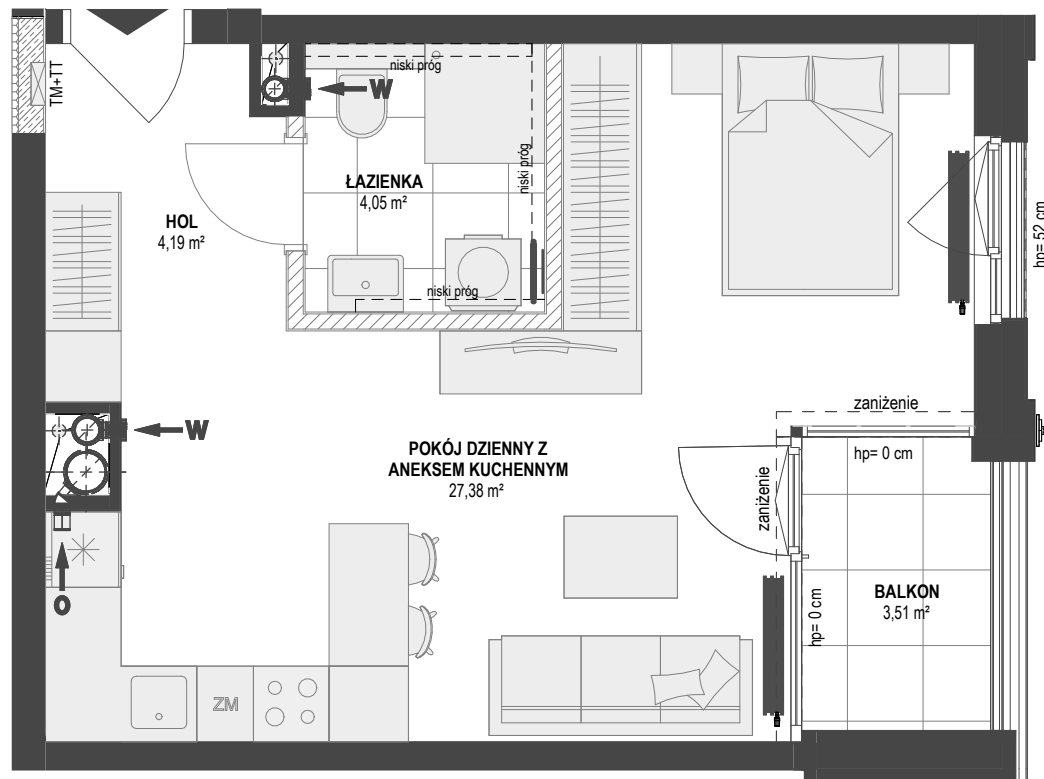 TM+TT
niski próg
W
niski próg
ŁAZIENKA
4,05 m²
HOL
4,19 m²
hp= 52 cm
niski próg
zaniżenie
W
POKÓJ DZIENNY Z
ANEKSEM KUCHENNYM
27,38 m²
hp= 0 cm
zaniżenie
O
BALKON
3,51 m²
hp= 0 cm
ZM